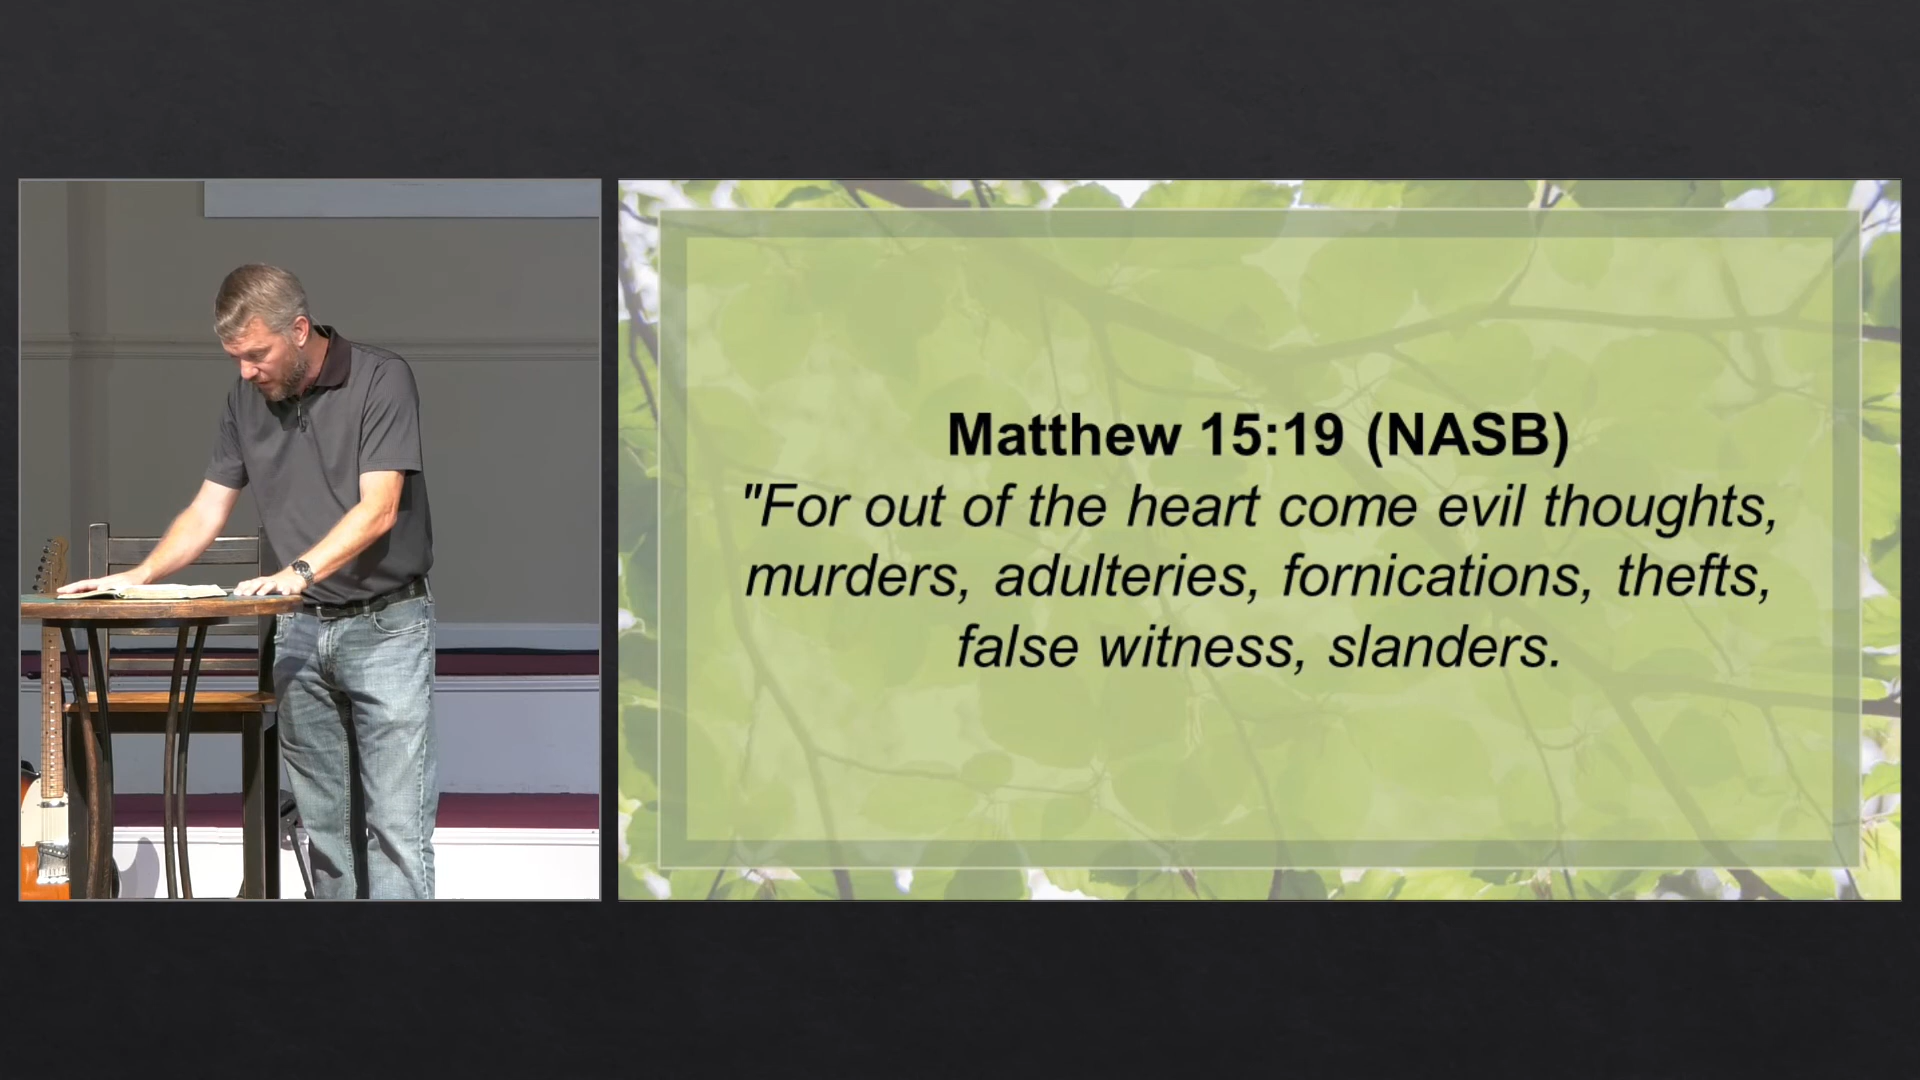 Matthew 15:19 (NASB)
"For out of the heart come evil thoughts,
murders, adulteries, fornications, thefts,
false witness, slanders.